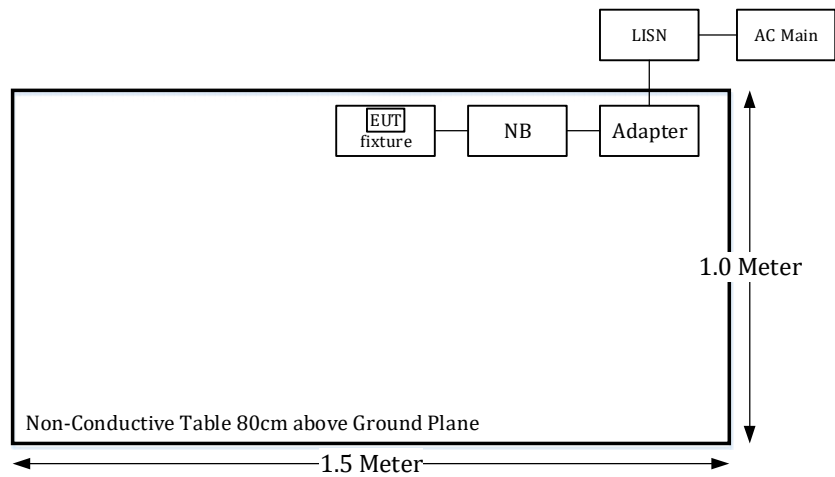 LISN
AC Main
EUT
fixture
NB
Adapter
1.0 Meter
Non-Conductive Table 80cm above Ground Plane
1.5 Meter